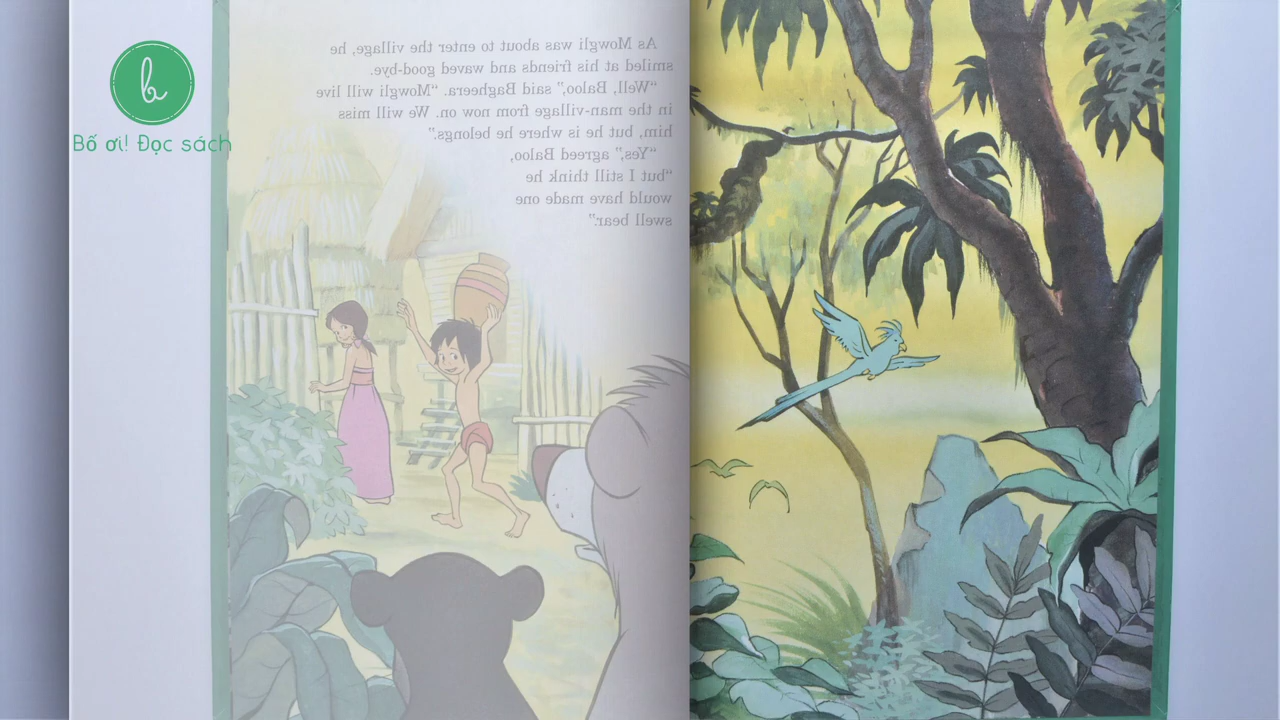 b
Bố ơi! Đọc sách
As Mowgli was about to enter the village, he
smiled at his friends and waved good-bye.
“Well, Baloo,” said Bagheera. “Mowgli will live
in the man-village from now on. We will miss
him, but he is where he belongs.”
“Yes,” agreed Baloo,
“but I still think he
would have made one
swell bear.”